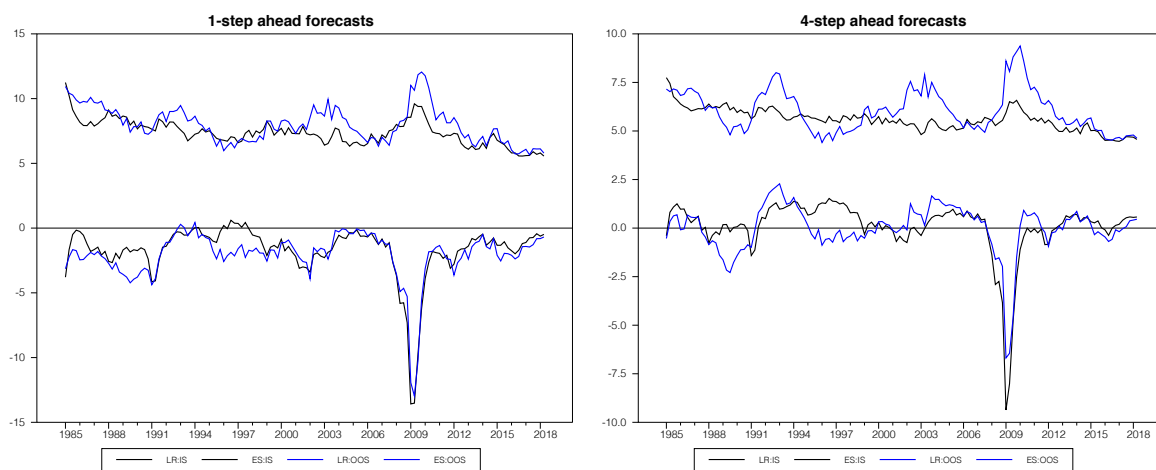 1-step ahead forecasts
15
10
5
0
-5
-10
-15
1985 1988 1991 1994 1997 2000 2003 2006 2009 2012 2015 2018
LR:IS ES:IS LR:OOS ES:OOS
4-step ahead forecasts
10.0
7.5
5.0
2.5
0.0
-2.5
-5.0
-7.5
-10.0
1985 1988 1991 1994 1997 2000 2003 2006 2009 2012 2015 2018
LR:IS ES:IS LR:OOS ES:OOS